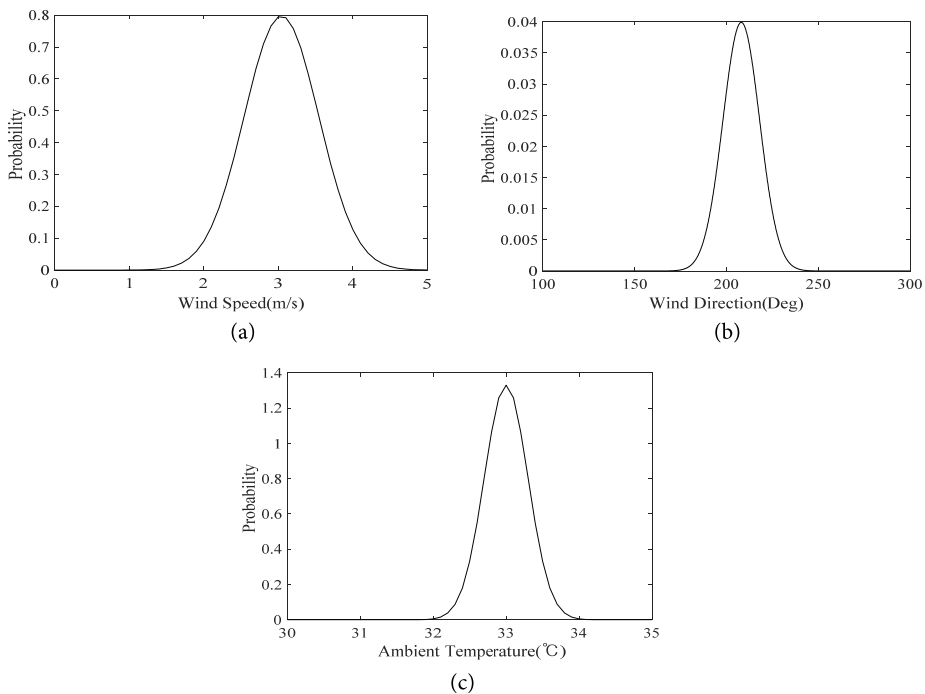 0.8
0.7
0.6
0.5
0.4
0.3
0.2
0.1
0
Probability
0 1 2 3 4 5
Wind Speed(m/s)
(a)
0.04
0.035
0.03
0.025
0.02
0.015
0.01
0.005
0
Probability
100 150 200 250 300
Wind Direction(Deg)
(b)
1.4
1.2
1
0.8
0.6
0.4
0.2
0
Probability
30 31 32 33 34 35
Ambient Temperature(℃)
(c)